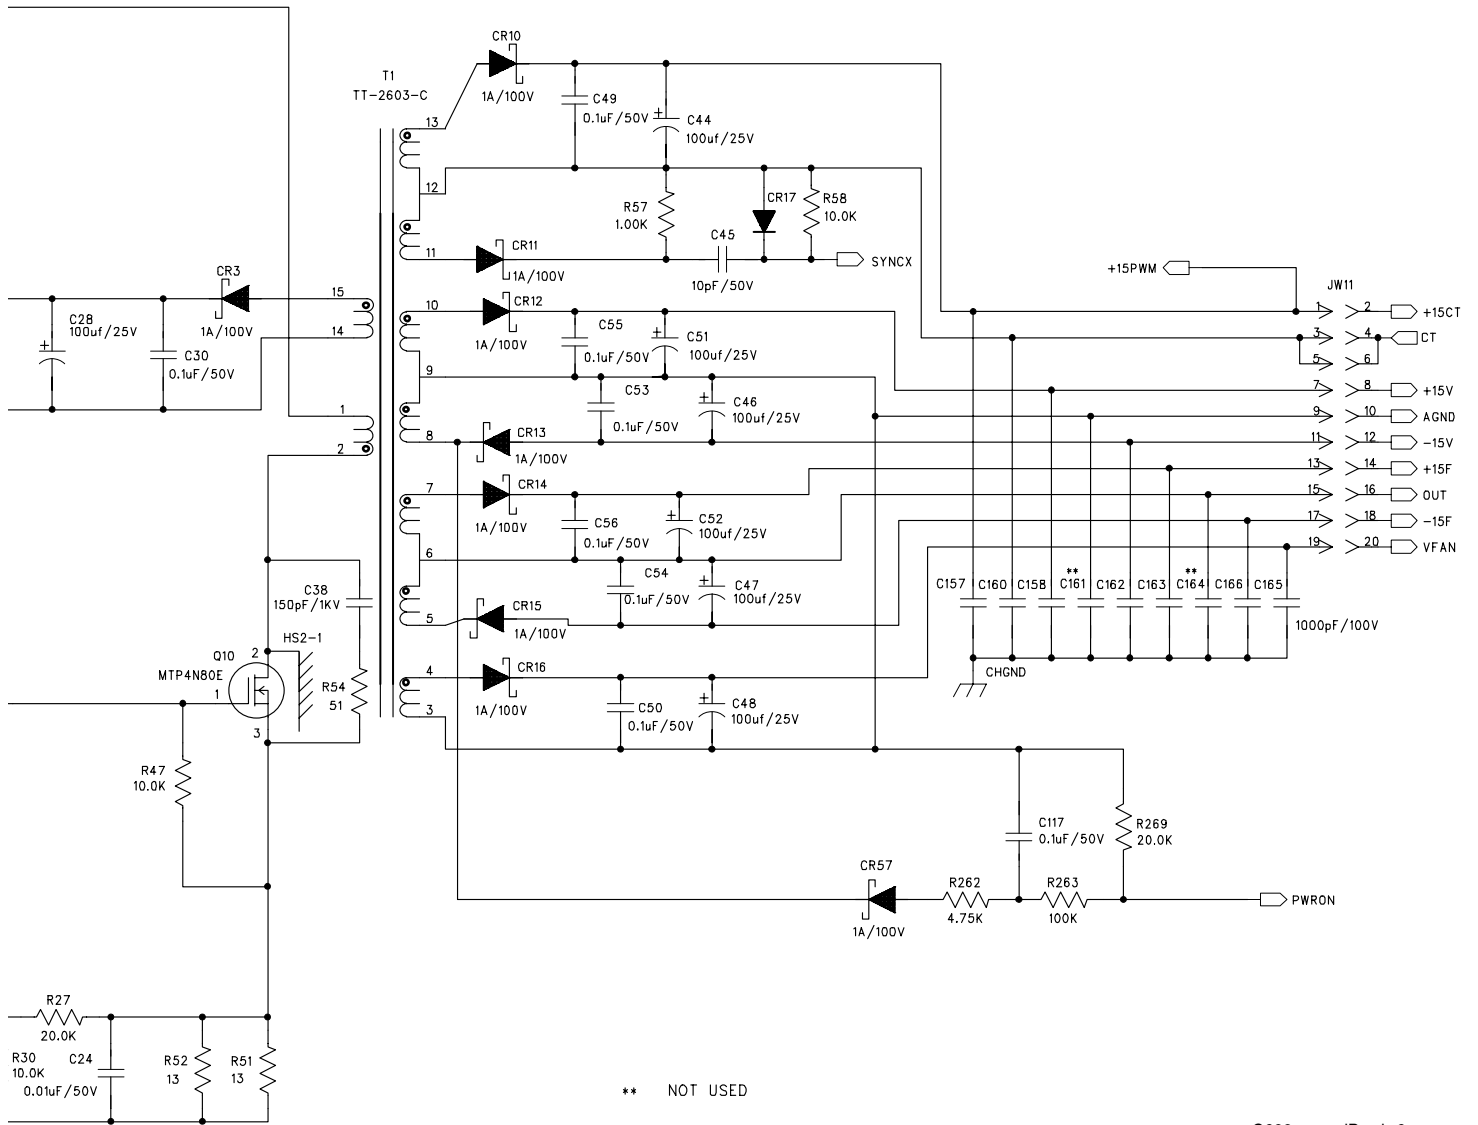 CR10
T1
TT-2603-C
1A/100V
C49
0.1uF/50V
C44
100uf/25V
13
12
R57
1.00K
CR17
R58
10.0K
11
CR11
1A/100V
C45
10pF/50V
SYNCX
+15PWM
JW11
CR3
1A/100V
15
14
C28
100uf/25V
C30
0.1uF/50V
10
CR12
1A/100V
C55
0.1uF/50V
C51
100uf/25V
9
C53
0.1uF/50V
C46
100uf/25V
1
2
8
CR13
1A/100V
1 2 +15CT
3 4 CT
5 6
7 8 +15V
9 10 AGND
11 12 -15V
13 14 +15F
15 16 OUT
17 18 -15F
19 20 VFAN
7
CR14
1A/100V
C56
0.1uF/50V
C52
100uf/25V
6
C54
0.1uF/50V
C47
100uf/25V
5
CR15
1A/100V
** **
C157 C160 C158 C161 C162 C163 C164 C166 C165
1000pF/100V
CHGND
C38
150pF/1KV
HS2-1
Q10
MTP4N80E
2
1
3
R54
51
4
CR16
1A/100V
3
C50
0.1uF/50V
C48
100uf/25V
R47
10.0K
C117
0.1uF/50V
R269
20.0K
CR57
1A/100V
R262
4.75K
R263
100K
PWRON
R27
20.0K
R30
10.0K
C24
0.01uF/50V
R52
13
R51
13
** NOT USED